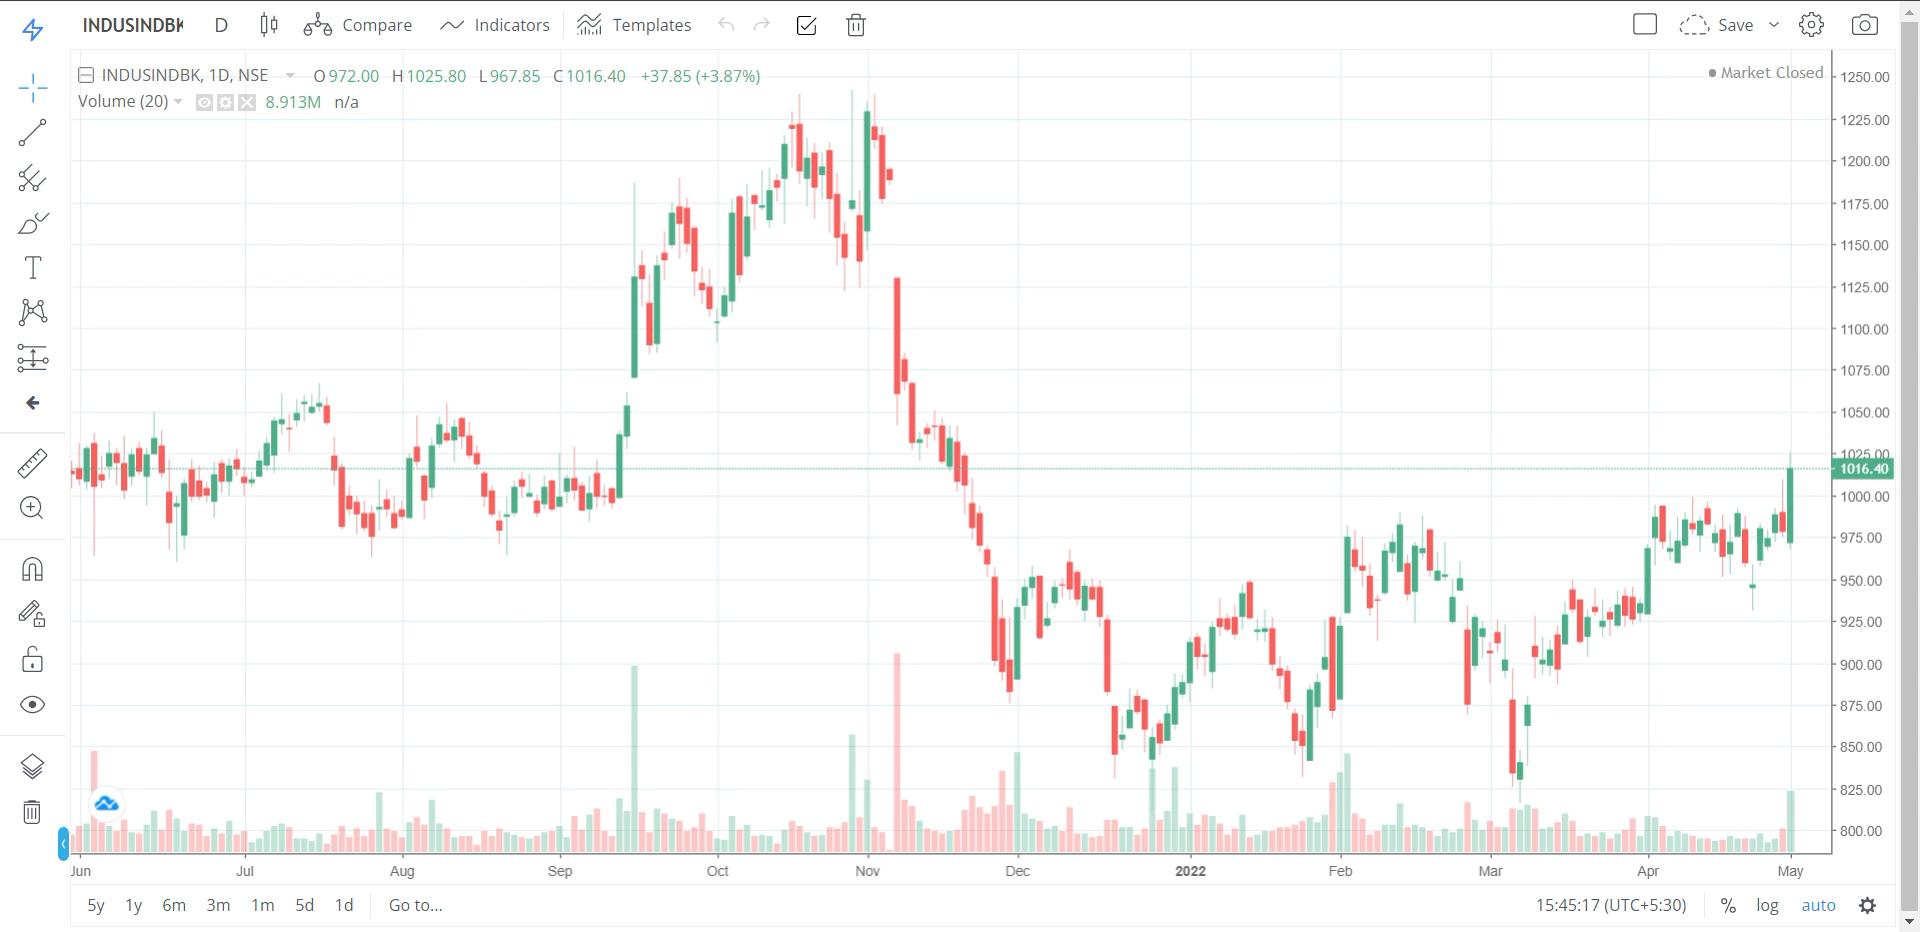 INDUSINDBK D Compare Indicators Templates Save
INDUSINDBK, 1D, NSE O972.00 H1025.80 L967.85 C1016.40 +37.85 (+3.87%)
Market Closed
Volume (20) 8.913M n/a
T
1250.00
1225.00
1200.00
1175.00
1150.00
1125.00
1100.00
1075.00
1050.00
1025.00
1016.40
1000.00
975.00
950.00
925.00
900.00
875.00
850.00
825.00
800.00
Jun Jul Aug Sep Oct Nov Dec 2022 Feb Mar Apr May
5y 1y 6m 3m 1m 5d 1d Go to... 15:45:17 (UTC+5:30) % log auto